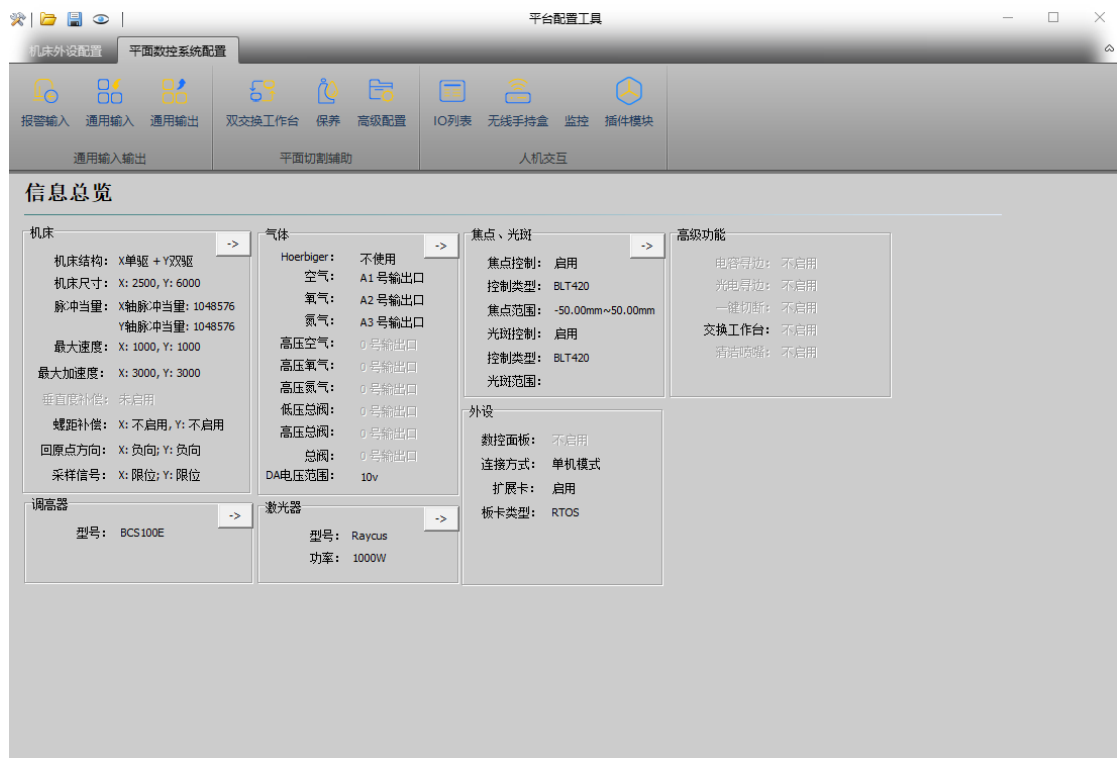 平台配置工具
机床外设配置 平面数控系统配置
报警输入 通用输入 通用输出 双交换工作台 保养 高级配置 IO列表 无线手持盒 监控 插件模块
通用输入输出 平面切割辅助 人机交互
信息总览
机床
->
机床结构: X单驱 + Y双驱
机床尺寸: X: 2500, Y: 6000
脉冲当量: X轴脉冲当量: 1048576
Y轴脉冲当量: 1048576
最大速度: X: 1000, Y: 1000
最大加速度: X: 3000, Y: 3000
垂直度补偿: 未启用
螺距补偿: X: 不启用, Y: 不启用
回原点方向: X: 负向; Y: 负向
采样信号: X: 限位; Y: 限位
调高器
->
型号: BCS100E
气体
->
Hoerbiger: 不使用
空气: A1 号输出口
氧气: A2 号输出口
氮气: A3 号输出口
高压空气: 0 号输出口
高压氧气: 0 号输出口
高压氮气: 0 号输出口
低压总阀: 0 号输出口
高压总阀: 0 号输出口
总阀: 0 号输出口
DA电压范围: 10v
激光器
->
型号: Raycus
功率: 1000W
焦点、光斑
->
焦点控制: 启用
控制类型: BLT420
焦点范围: -50.00mm~50.00mm
光斑控制: 启用
控制类型: BLT420
光斑范围:
外设
数控面板: 不启用
连接方式: 单机模式
扩展卡: 启用
板卡类型: RTOS
高级功能
电容寻边: 不启用
光电寻边: 不启用
一键切断: 不启用
交换工作台: 不启用
清洁喷嘴: 不启用